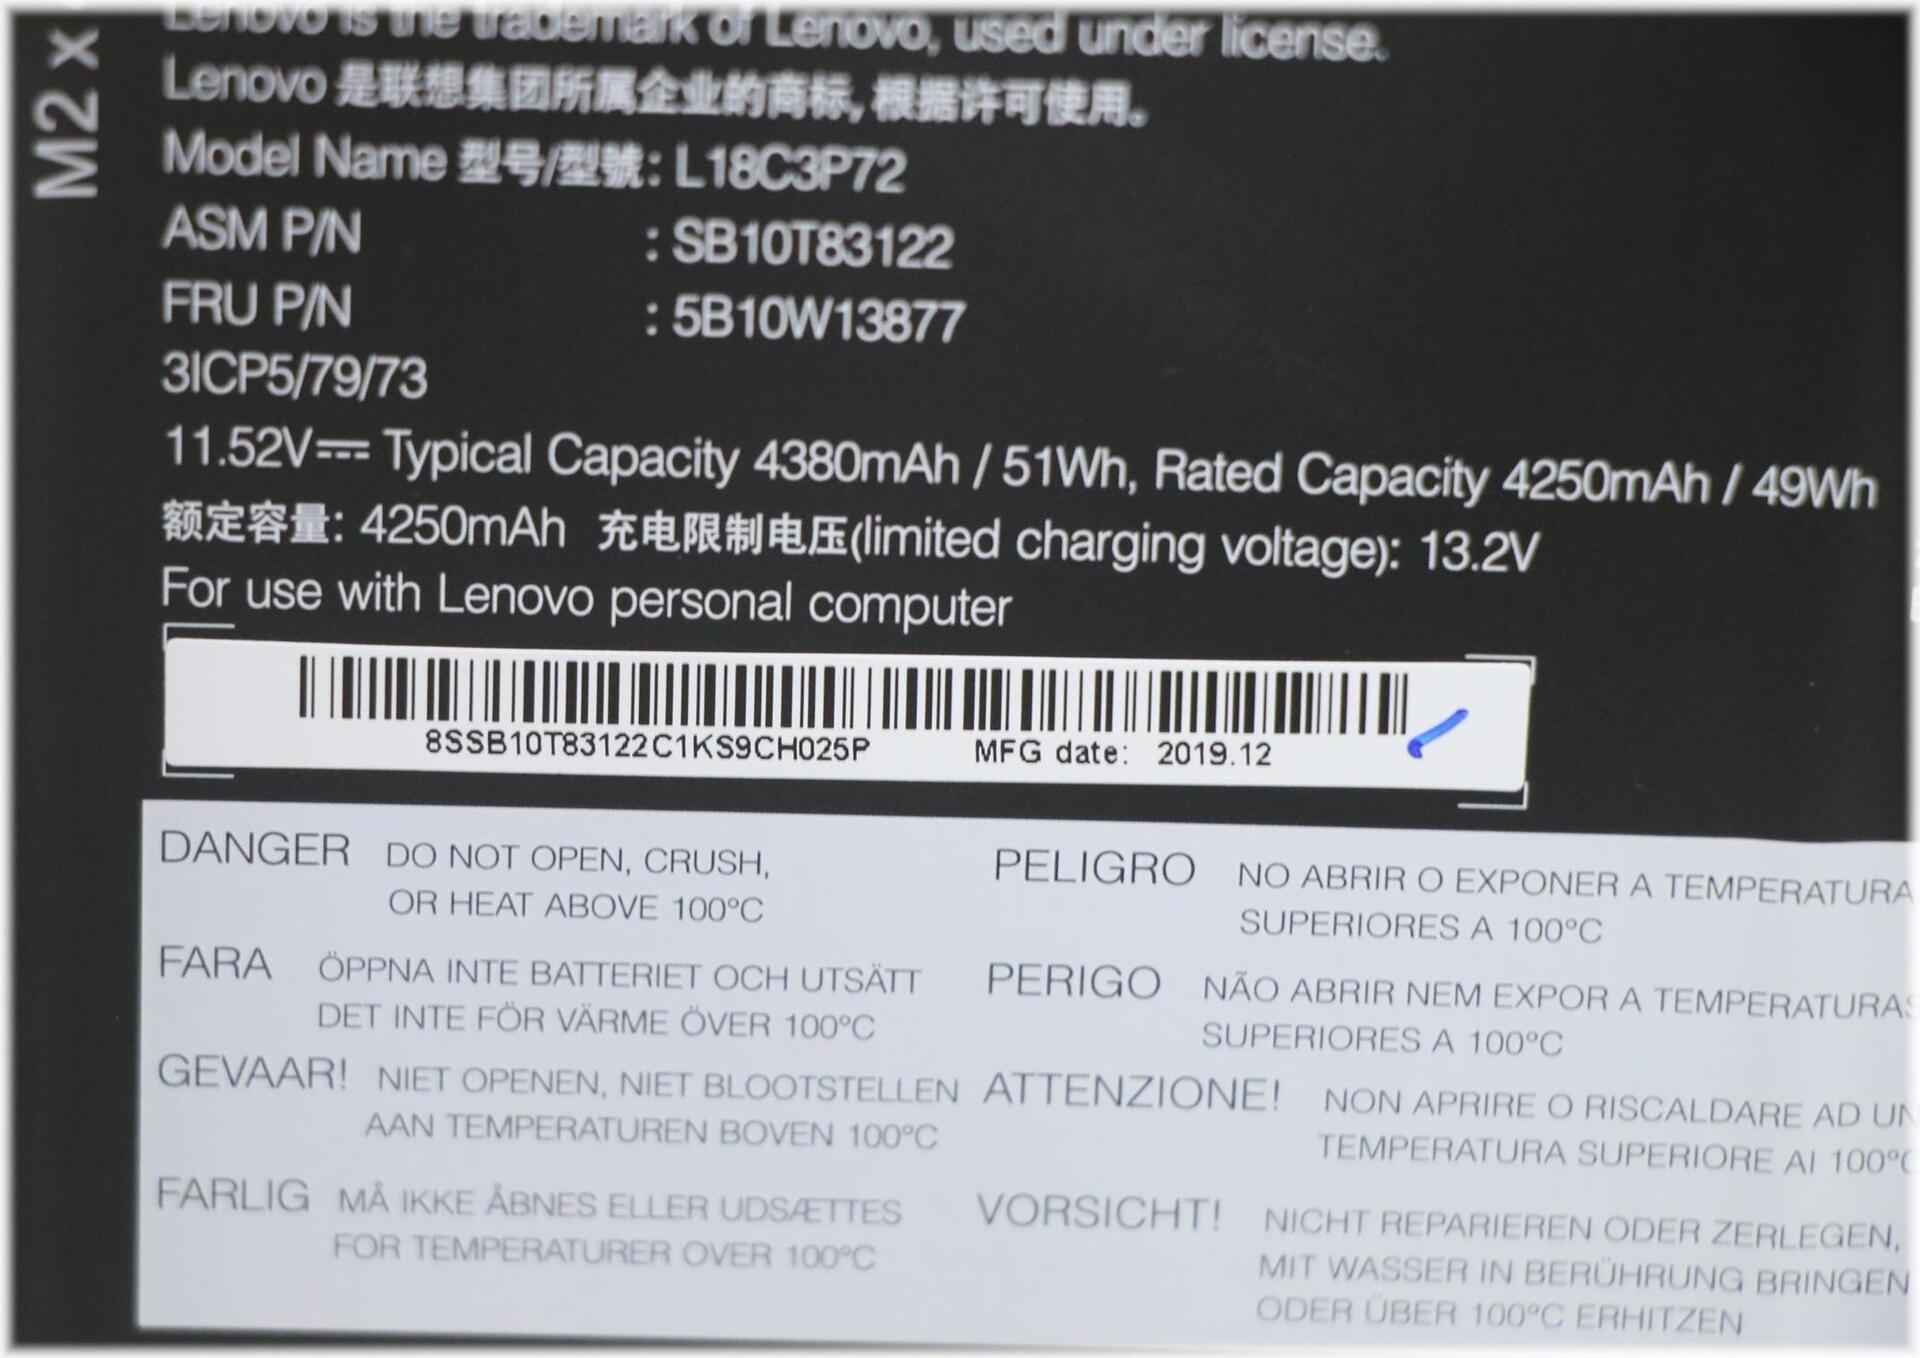 M2 x
Lenovo is the trademark of Lenovo, used under license.
Lenovo 是联想集团所属企业的商标, 根据许可使用。
Model Name 型号/型號: L18C3P72
ASM P/N : SB10T83122
FRU P/N : 5B10W13877
3ICP5/79/73
11.52V⎓ Typical Capacity 4380mAh / 51Wh, Rated Capacity 4250mAh / 49Wh
额定容量: 4250mAh 充电限制电压(limited charging voltage): 13.2V
For use with Lenovo personal computer
8SSB10T83122C1KS9CH025P MFG date: 2019.12
DANGER DO NOT OPEN, CRUSH,
OR HEAT ABOVE 100°C
FARA ÖPPNA INTE BATTERIET OCH UTSÄTT
DET INTE FÖR VÄRME ÖVER 100°C
GEVAAR! NIET OPENEN, NIET BLOOTSTELLEN
AAN TEMPERATUREN BOVEN 100°C
FARLIG MÅ IKKE ÅBNES ELLER UDSÆTTES
FOR TEMPERATURER OVER 100°C
PELIGRO NO ABRIR O EXPONER A TEMPERATURA
SUPERIORES A 100°C
PERIGO NÃO ABRIR NEM EXPOR A TEMPERATURAS
SUPERIORES A 100°C
ATTENZIONE! NON APRIRE O RISCALDARE AD UN
TEMPERATURA SUPERIORE AI 100°C
VORSICHT! NICHT REPARIEREN ODER ZERLEGEN,
MIT WASSER IN BERÜHRUNG BRINGEN
ODER ÜBER 100°C ERHITZEN